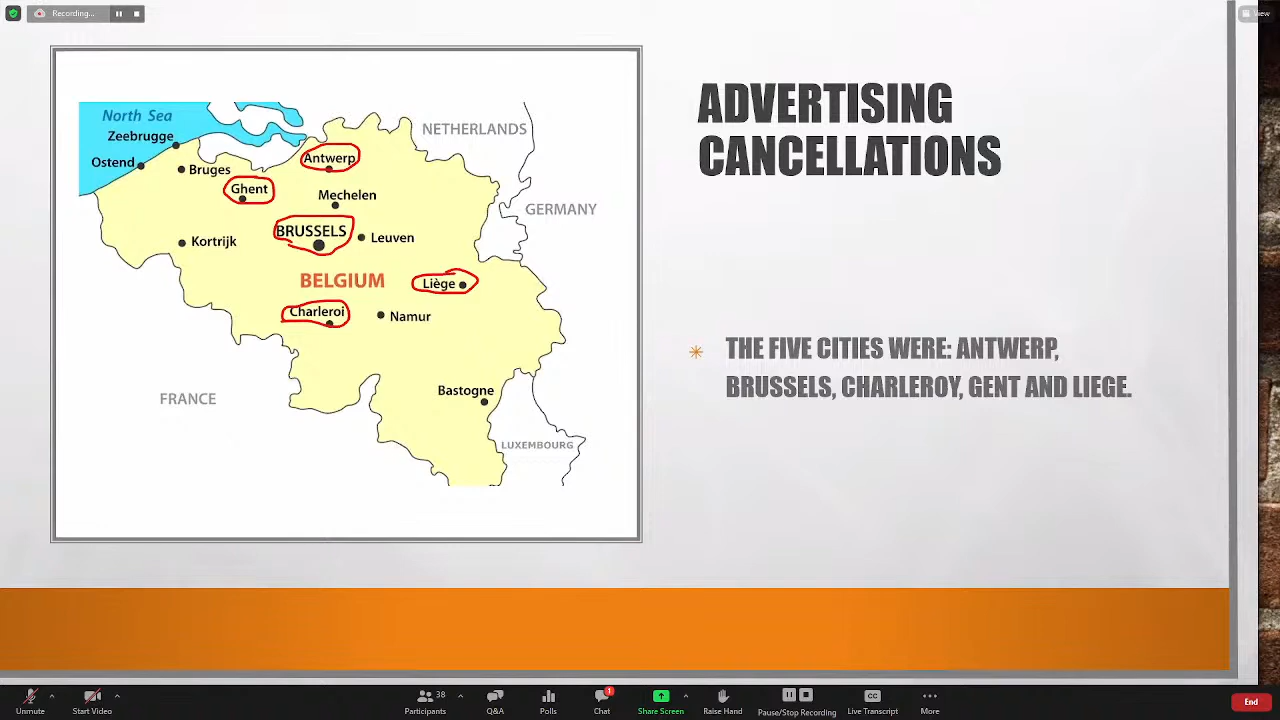 Recording...
View
ADVERTISING
CANCELLATIONS
North Sea
Zeebrugge
Ostend
Bruges
Antwerp
NETHERLANDS
Ghent
Mechelen
GERMANY
BRUSSELS
Kortrijk
Leuven
BELGIUM
Liège
Charleroi
Namur
FRANCE
Bastogne
LUXEMBOURG
THE FIVE CITIES WERE: ANTWERP,
BRUSSELS, CHARLEROY, GENT AND LIEGE.
Unmute
Start Video
Participants
38
Q&A
Polls
Chat
1
Share Screen
Raise Hand
Pause/Stop Recording
CC
Live Transcript
More
End